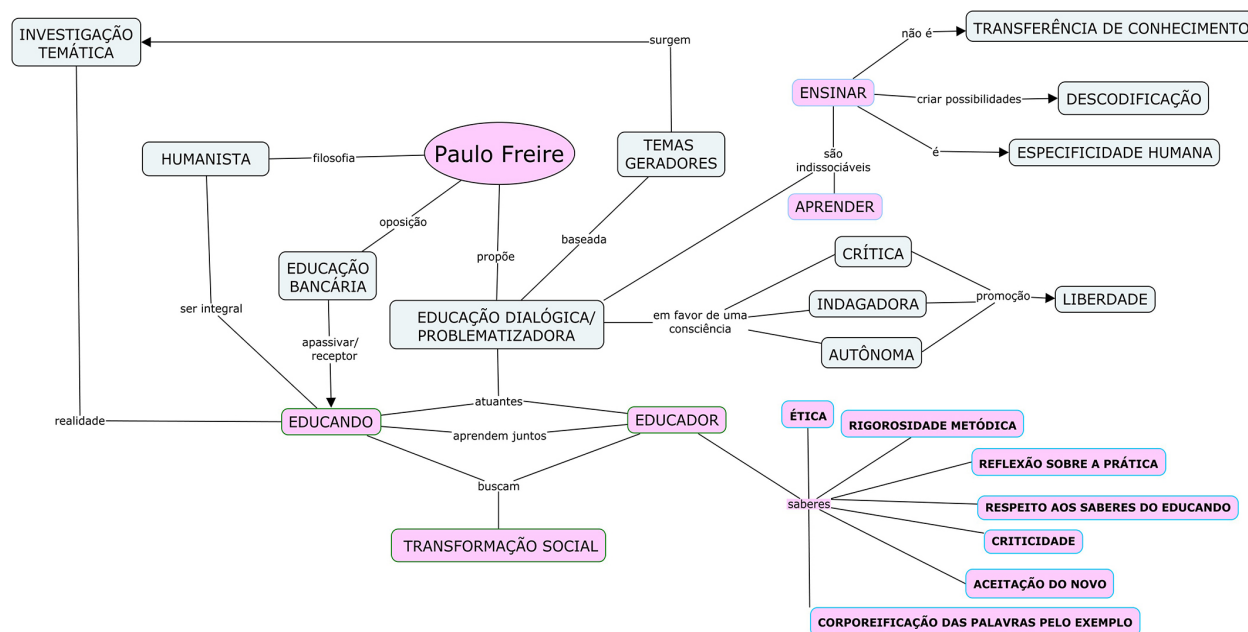 INVESTIGAÇÃO
TEMÁTICA
surgem
não é
TRANSFERÊNCIA DE CONHECIMENTO
ENSINAR
criar possibilidades
DESCODIFICAÇÃO
HUMANISTA
filosofia
Paulo Freire
TEMAS
GERADORES
são
indissociáveis
é
ESPECIFICIDADE HUMANA
APRENDER
oposição
propõe
baseada
EDUCAÇÃO
BANCÁRIA
CRÍTICA
ser integral
EDUCAÇÃO DIALÓGICA/
PROBLEMATIZADORA
em favor de uma
consciência
INDAGADORA
promoção
LIBERDADE
apassivar/
receptor
AUTÔNOMA
atuantes
realidade
EDUCANDO
aprendem juntos
EDUCADOR
ÉTICA
RIGOROSIDADE METÓDICA
REFLEXÃO SOBRE A PRÁTICA
buscam
saberes
RESPEITO AOS SABERES DO EDUCANDO
TRANSFORMAÇÃO SOCIAL
CRITICIDADE
ACEITAÇÃO DO NOVO
CORPOREIFICAÇÃO DAS PALAVRAS PELO EXEMPLO